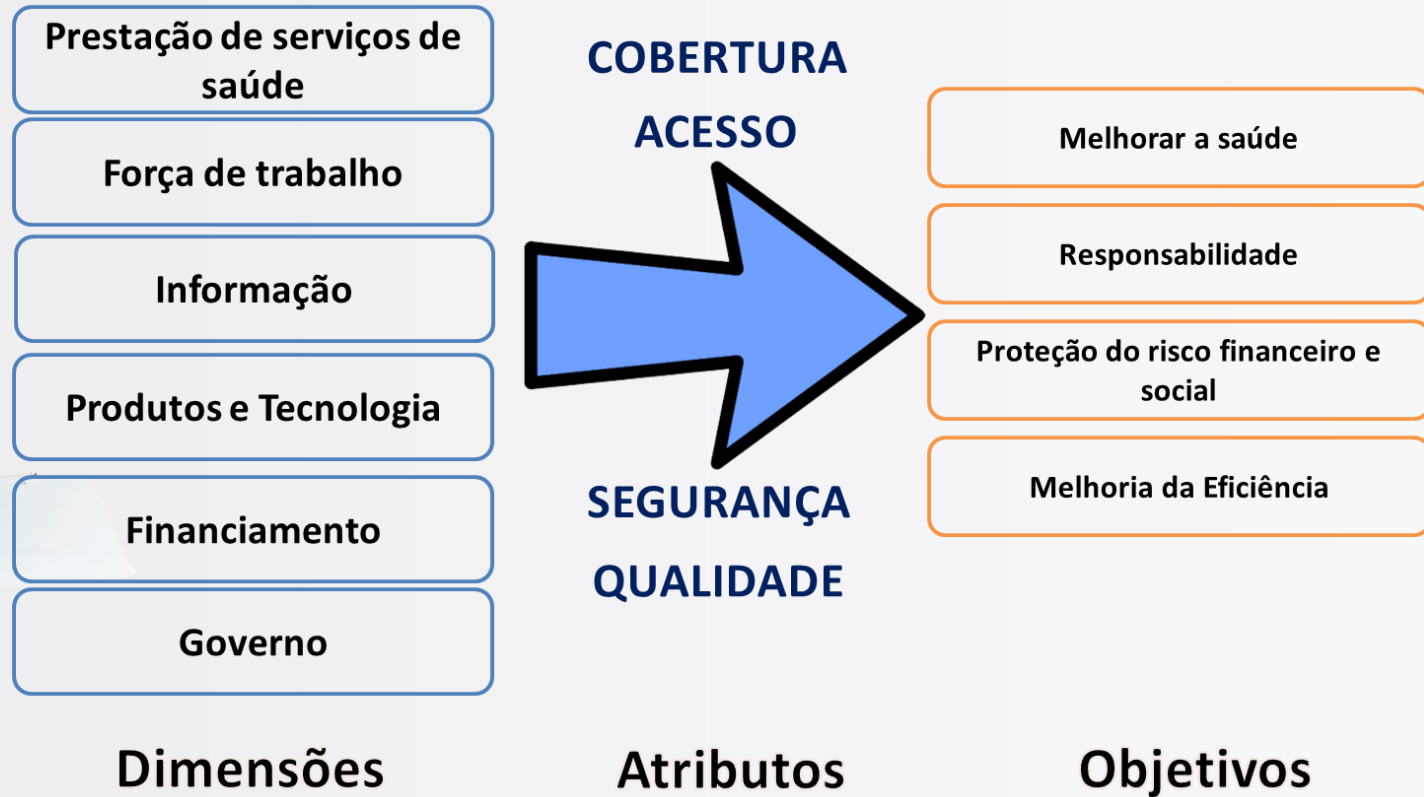 Prestação de serviços de
saúde
Força de trabalho
Informação
Produtos e Tecnologia
Financiamento
Governo
Dimensões
COBERTURA
ACESSO
SEGURANÇA
QUALIDADE
Atributos
Melhorar a saúde
Responsabilidade
Proteção do risco financeiro e
social
Melhoria da Eficiência
Objetivos